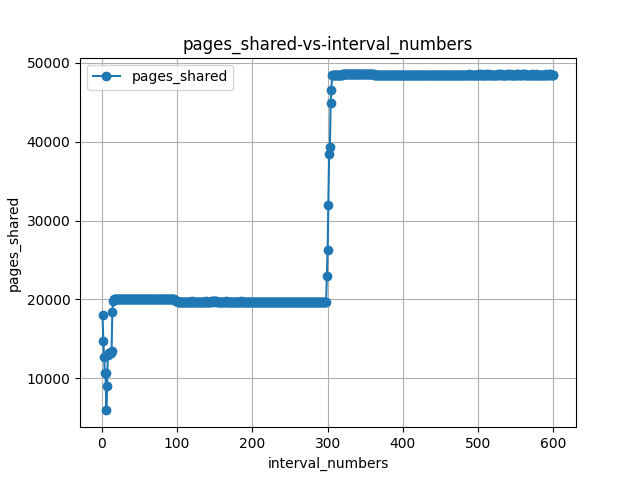 pages_shared-vs-interval_numbers
pages_shared
50000
40000
30000
20000
10000
pages_shared
0 100 200 300 400 500 600
interval_numbers